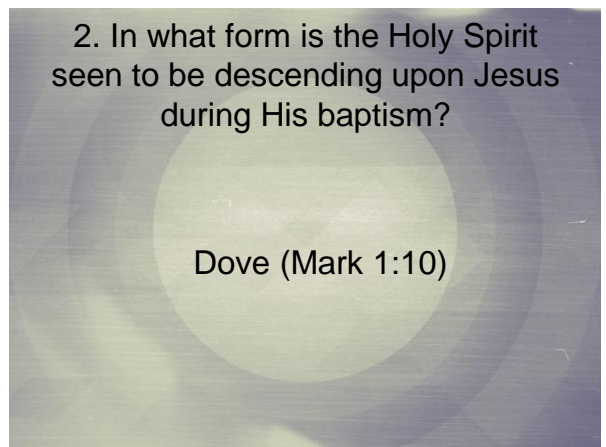 2. In what form is the Holy Spirit
seen to be descending upon Jesus
during His baptism?
Dove (Mark 1:10)